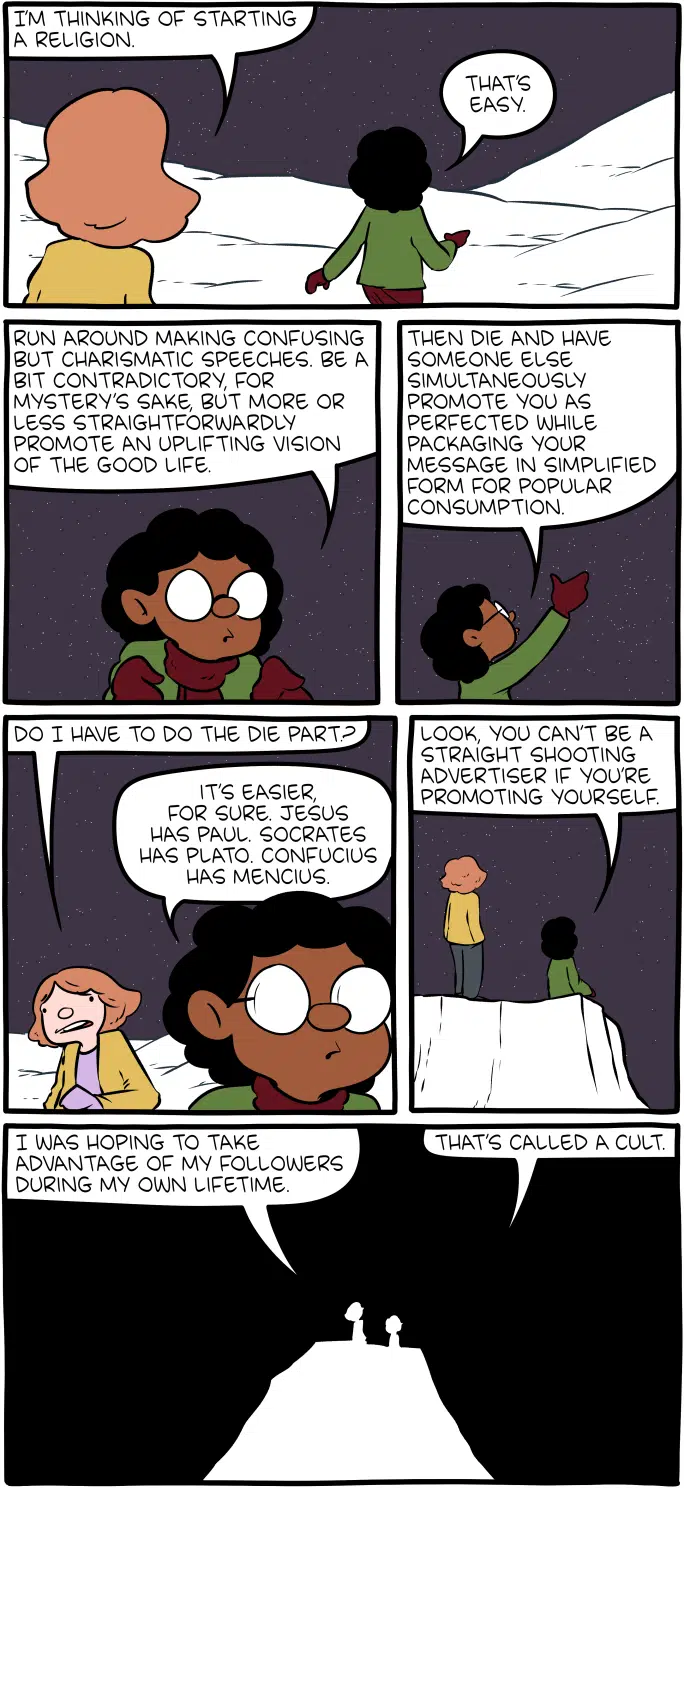 I'M THINKING OF STARTING
A RELIGION.
THAT'S
EASY.
RUN AROUND MAKING CONFUSING
BUT CHARISMATIC SPEECHES. BE A
BIT CONTRADICTORY, FOR
MYSTERY'S SAKE, BUT MORE OR
LESS STRAIGHTFORWARDLY
PROMOTE AN UPLIFTING VISION
OF THE GOOD LIFE.
THEN DIE AND HAVE
SOMEONE ELSE
SIMULTANEOUSLY
PROMOTE YOU AS
PERFECTED WHILE
PACKAGING YOUR
MESSAGE IN SIMPLIFIED
FORM FOR POPULAR
CONSUMPTION.
DO I HAVE TO DO THE DIE PART?
IT'S EASIER,
FOR SURE. JESUS
HAS PAUL. SOCRATES
HAS PLATO. CONFUCIUS
HAS MENCIUS.
LOOK, YOU CAN'T BE A
STRAIGHT SHOOTING
ADVERTISER IF YOU'RE
PROMOTING YOURSELF.
I WAS HOPING TO TAKE
ADVANTAGE OF MY FOLLOWERS
DURING MY OWN LIFETIME.
THAT'S CALLED A CULT.